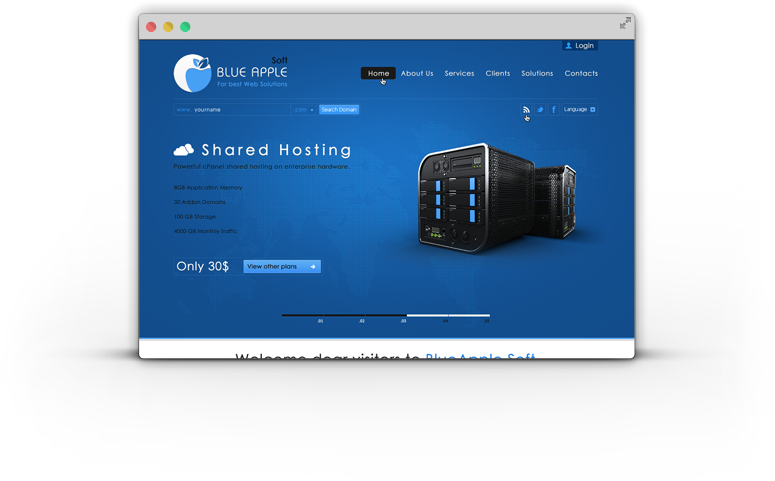 Login
Soft
BLUE APPLE
For best Web Solutions
Home About Us Services Clients Solutions Contacts
www. yourname .com Search Domain
Language
Shared Hosting
Powerful cPanel shared hosting on enterprise hardware.
8GB Application Memory
30 Addon Domains
100 GB Storage
4000 GB Monthly Traffic
Only 30$ View other plans
.01 .02 .03 .04
Welcome dear visitors to BlueApple Soft